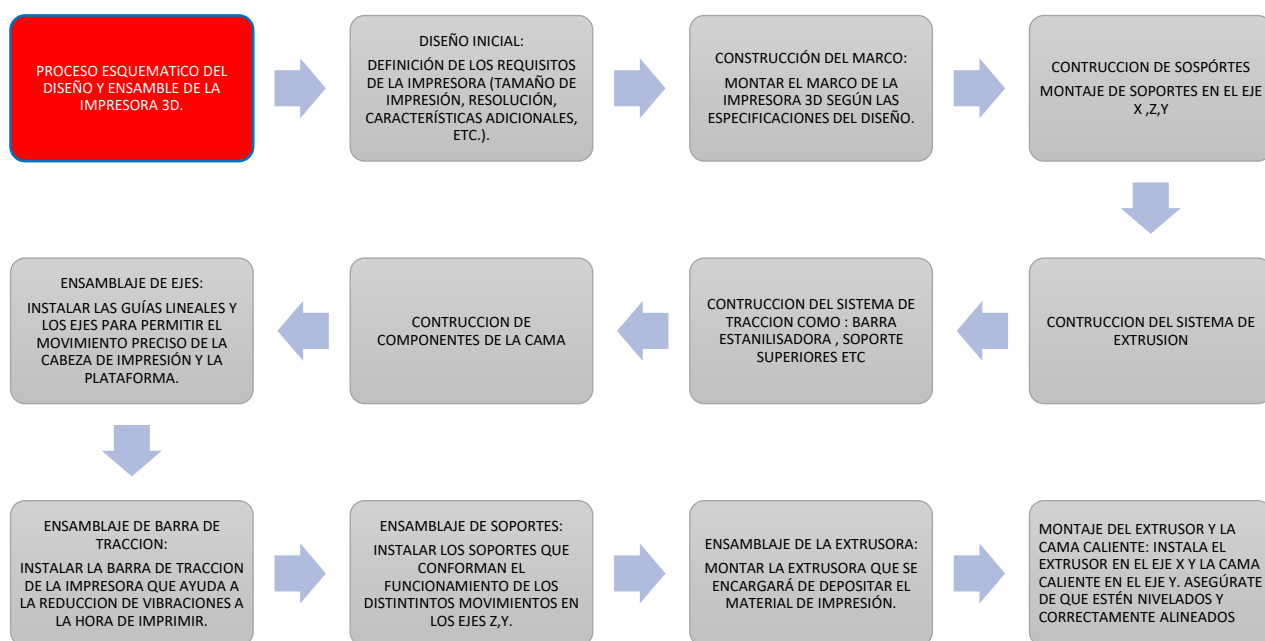 PROCESO ESQUEMATiCO DEL
DISEÑO Y ENSAMBLE DE LA
IMPRESORA 3D.
DISEÑO INICIAL:
DEFINICIÓN DE LOS REQUISITOS
DE LA IMPRESORA (TAMAÑO DE
IMPRESIÓN, RESOLUCIÓN,
CARACTERÍSTICAS ADICIONALES,
ETC.).
CONSTRUCCIÓN DEL MARCO:
MONTAR EL MARCO DE LA
IMPRESORA 3D SEGÚN LAS
ESPECIFICACIONES DEL DISEÑO.
CONTRUCCION DE SOSPÓRTES
MONTAJE DE SOPORTES EN EL EJE
X ,Z,Y
CONTRUCCION DEL SISTEMA DE
EXTRUSION
CONTRUCCION DEL SISTEMA DE
TRACCION COMO : BARRA
ESTANILISADORA , SOPORTE
SUPERIORES ETC
CONTRUCCION DE
COMPONENTES DE LA CAMA
ENSAMBLAJE DE EJES:
INSTALAR LAS GUÍAS LINEALES Y
LOS EJES PARA PERMITIR EL
MOVIMIENTO PRECISO DE LA
CABEZA DE IMPRESIÓN Y LA
PLATAFORMA.
ENSAMBLAJE DE BARRA DE
TRACCION:
INSTALAR LA BARRA DE TRACCION
DE LA IMPRESORA QUE AYUDA A
LA REDUCCION DE VIBRACIONES A
LA HORA DE IMPRIMIR.
ENSAMBLAJE DE SOPORTES:
INSTALAR LOS SOPORTES QUE
CONFORMAN EL
FUNCIONAMIENTO DE LOS
DISTINTINTOS MOVIMIENTOS EN
LOS EJES Z,Y.
ENSAMBLAJE DE LA EXTRUSORA:
MONTAR LA EXTRUSORA QUE SE
ENCARGARÁ DE DEPOSITAR EL
MATERIAL DE IMPRESIÓN.
MONTAJE DEL EXTRUSOR Y LA
CAMA CALIENTE: INSTALA EL
EXTRUSOR EN EL EJE X Y LA CAMA
CALIENTE EN EL EJE Y. ASEGÚRATE
DE QUE ESTÉN NIVELADOS Y
CORRECTAMENTE ALINEADOS